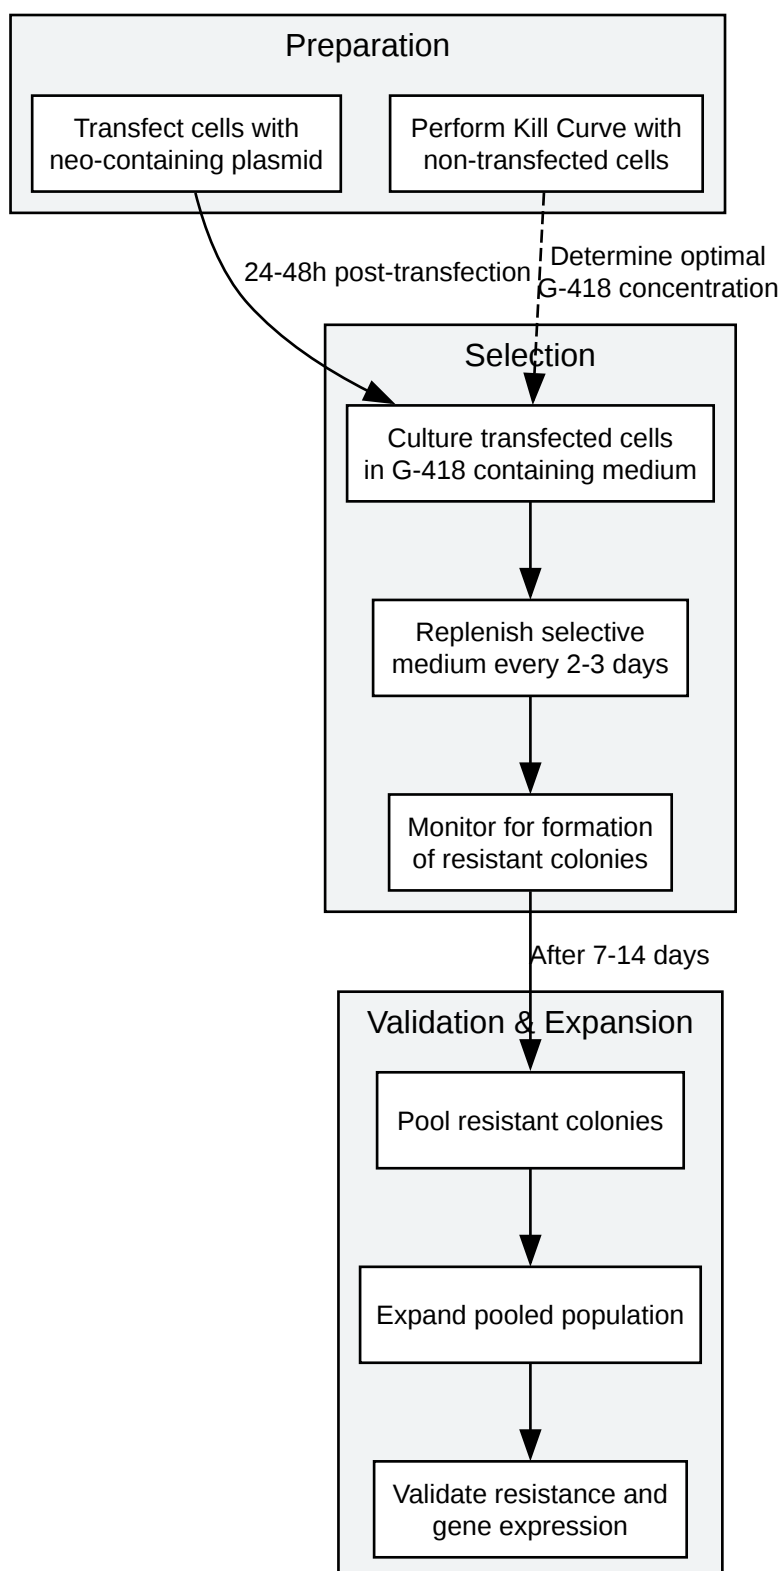 Preparation
Transfect cells with
neo-containing plasmid
Perform Kill Curve with
non-transfected cells
24-48h post-transfection
Determine optimal
G-418 concentration
Selection
Culture transfected cells
in G-418 containing medium
Replenish selective
medium every 2-3 days
Monitor for formation
of resistant colonies
After 7-14 days
Validation & Expansion
Pool resistant colonies
Expand pooled population
Validate resistance and
gene expression